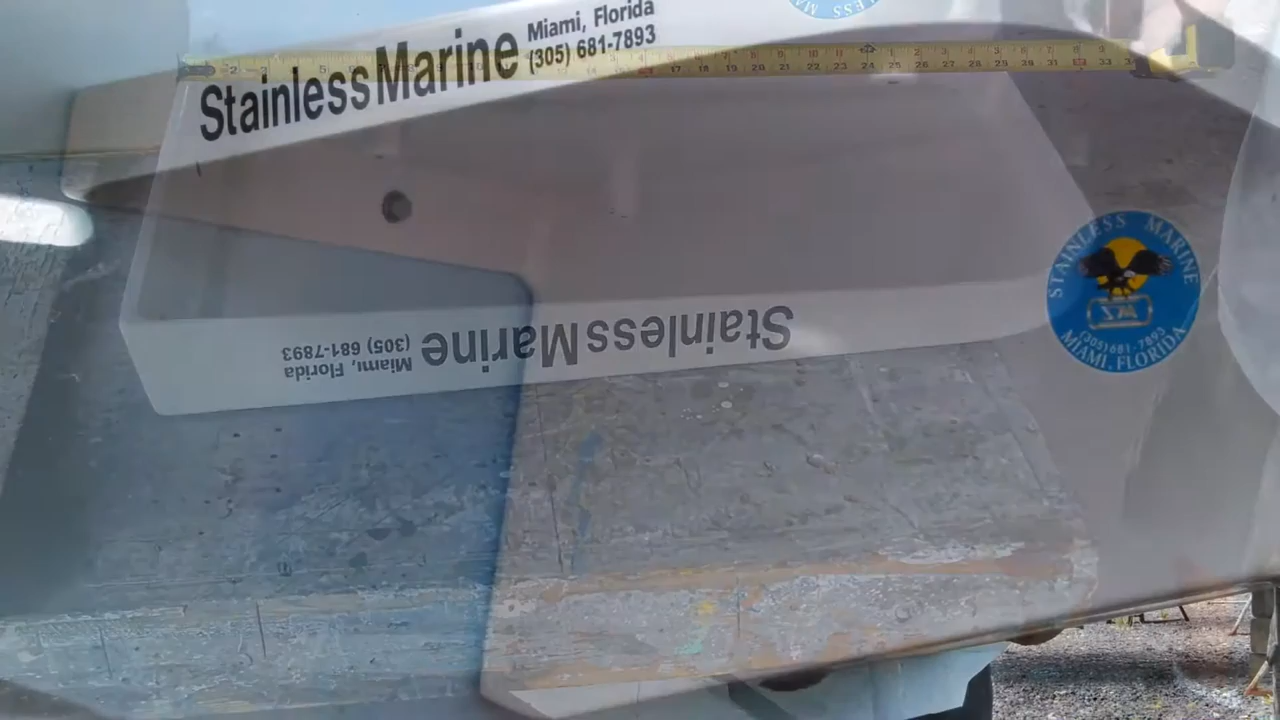 Stainless Marine
Miami, Florida
(305) 681-7893
STAINLESS MARINE
(305) 681-7893
MIAMI, FLORIDA
Stainless Marine
Miami, Florida
(305) 681-7893